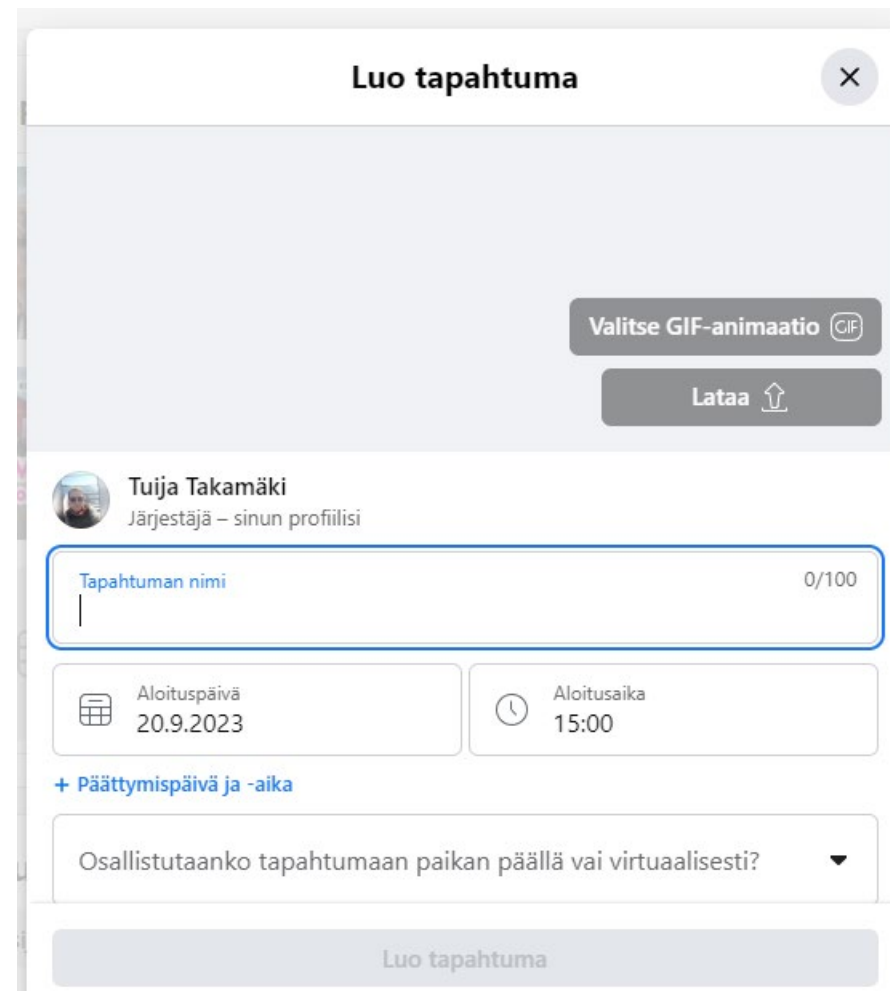 Luo tapahtuma
Valitse GIF-animaatio GIF
Lataa
Tuija Takamäki
Järjestäjä – sinun profiilisi
Tapahtuman nimi 0/100
Aloituspäivä Aloitusaika
20.9.2023 15:00
+ Päättymispäivä ja -aika
Osallistutaanko tapahtumaan paikan päällä vai virtuaalisesti?
Luo tapahtuma